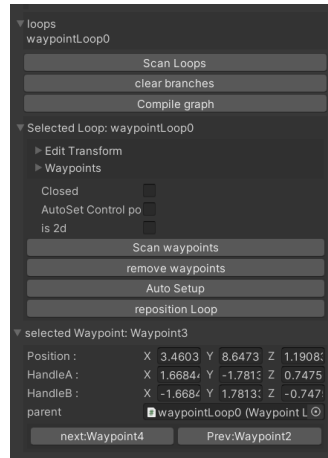 loops
waypointLoop0
Scan Loops
clear branches
Compile graph
Selected Loop: waypointLoop0
Edit Transform
Waypoints
Closed
AutoSet Control po
is 2d
Scan waypoints
remove waypoints
Auto Setup
reposition Loop
selected Waypoint: Waypoint3
Position : X 3.4603 Y 8.6473 Z 1.1908
HandleA : X 1.6684 Y -1.781 Z 0.7475
HandleB : X -1.6684 Y 1.7813 Z -0.747
parent waypointLoop0 (Waypoint L
next:Waypoint4 Prev:Waypoint2